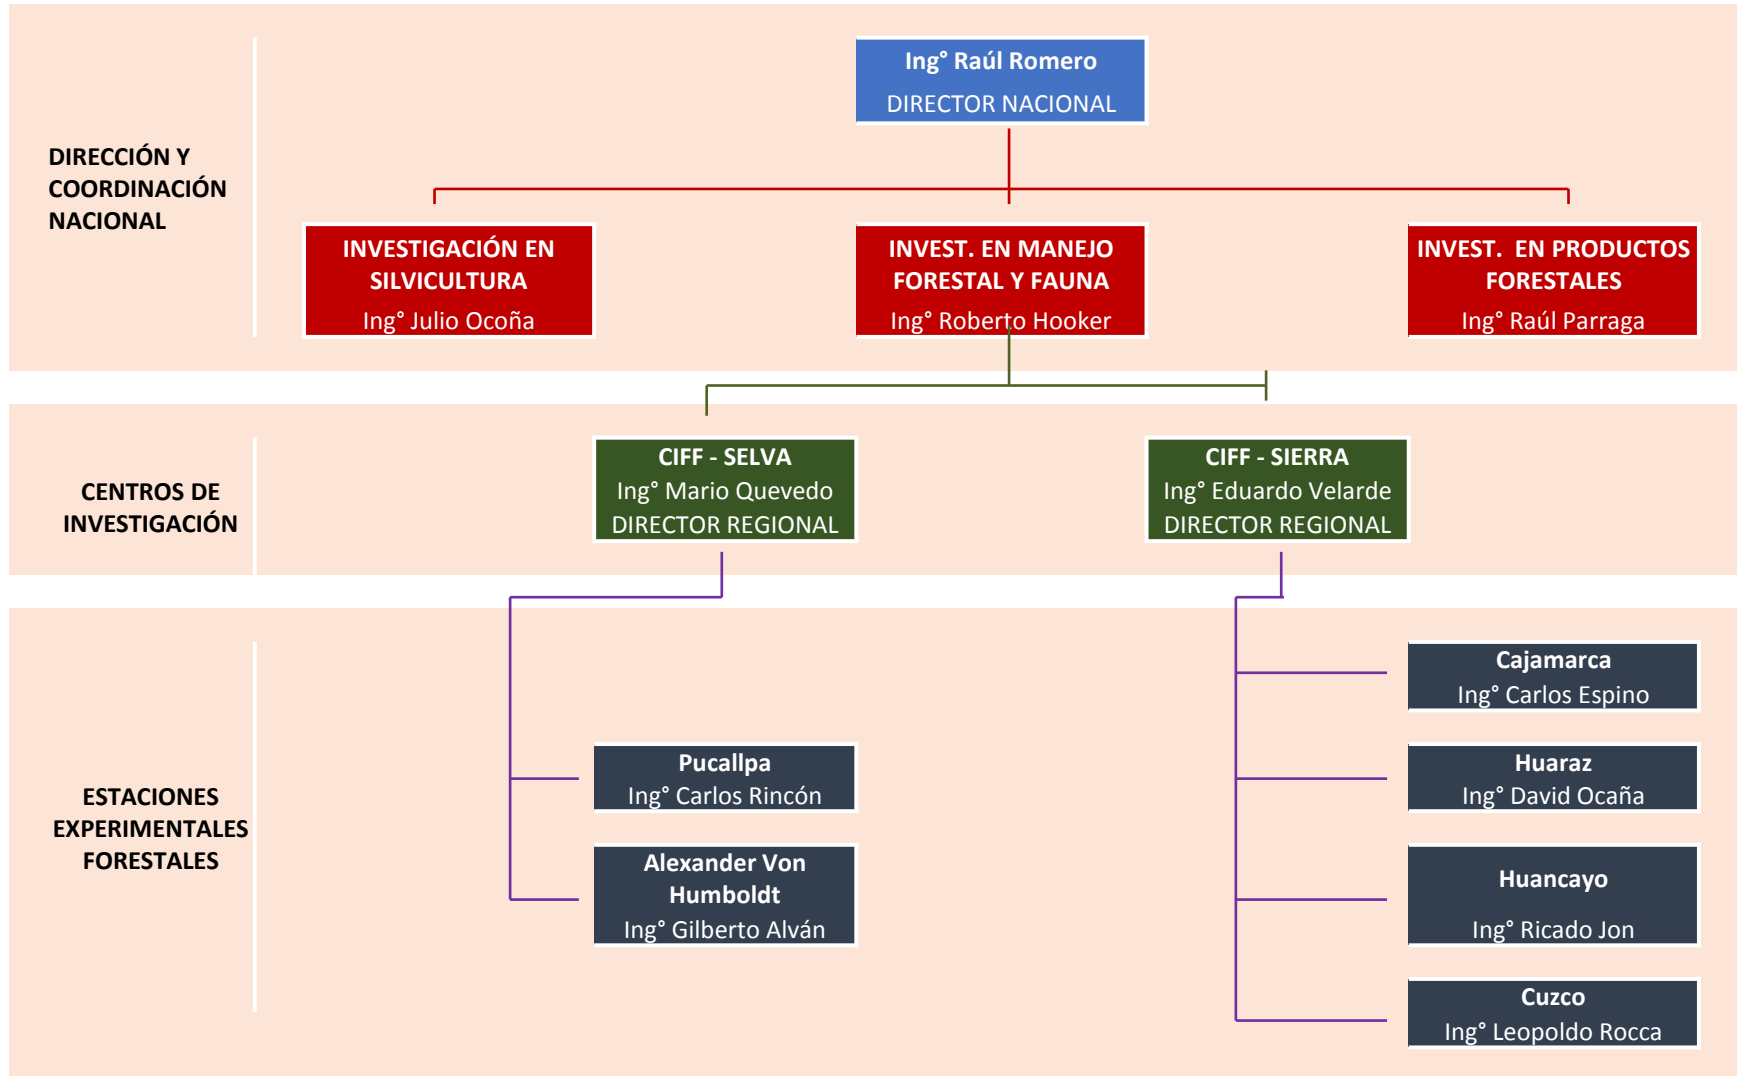 Ing° Raúl Romero
DIRECTOR NACIONAL
DIRECCIÓN Y
COORDINACIÓN
NACIONAL
INVESTIGACIÓN EN
SILVICULTURA
Ing° Julio Ocoña
INVEST. EN MANEJO
FORESTAL Y FAUNA
Ing° Roberto Hooker
INVEST. EN PRODUCTOS
FORESTALES
Ing° Raúl Parraga
CENTROS DE
INVESTIGACIÓN
CIFF - SELVA
Ing° Mario Quevedo
DIRECTOR REGIONAL
CIFF - SIERRA
Ing° Eduardo Velarde
DIRECTOR REGIONAL
ESTACIONES
EXPERIMENTALES
FORESTALES
Pucallpa
Ing° Carlos Rincón
Alexander Von
Humboldt
Ing° Gilberto Alván
Cajamarca
Ing° Carlos Espino
Huaraz
Ing° David Ocaña
Huancayo
Ing° Ricado Jon
Cuzco
Ing° Leopoldo Rocca